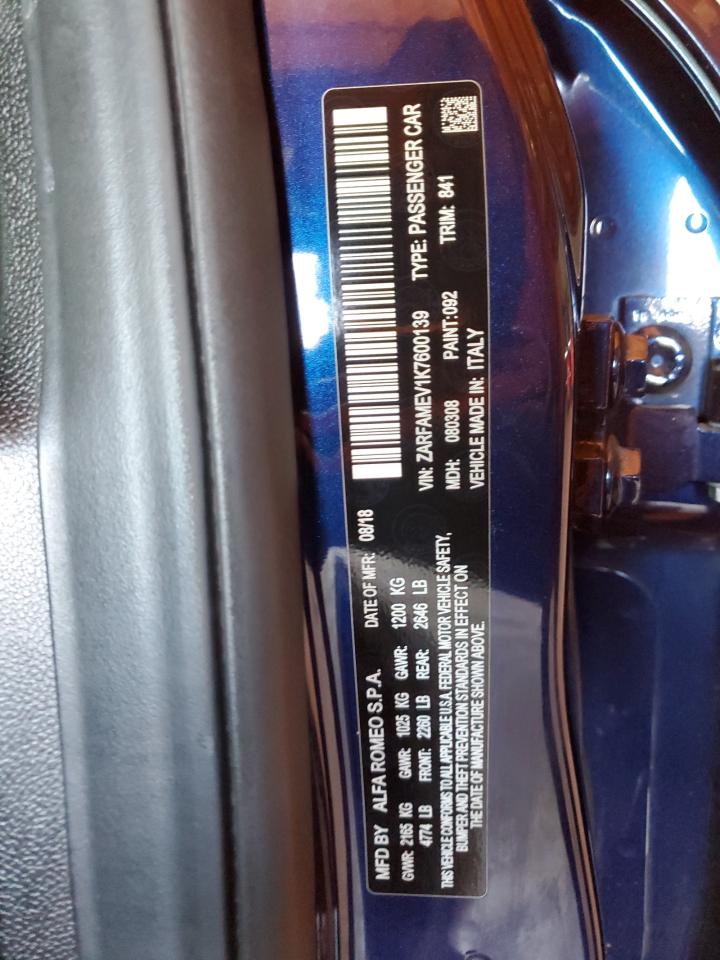 MFD BY ALFA ROMEO S.P.A. DATE OF MFR: 08/18
GVWR: 2165 KG GAWR: 1025 KG GAWR: 1200 KG
4774 LB FRONT: 2260 LB REAR: 2646 LB
THIS VEHICLE CONFORMS TO ALL APPLICABLE U.S.A. FEDERAL MOTOR VEHICLE SAFETY,
BUMPER AND THEFT PREVENTION STANDARDS IN EFFECT ON
THE DATE OF MANUFACTURE SHOWN ABOVE.
VIN: ZARFAMEV1K7600139 TYPE: PASSENGER CAR
MDH: 080308 PAINT:092 TRIM: 841
VEHICLE MADE IN: ITALY